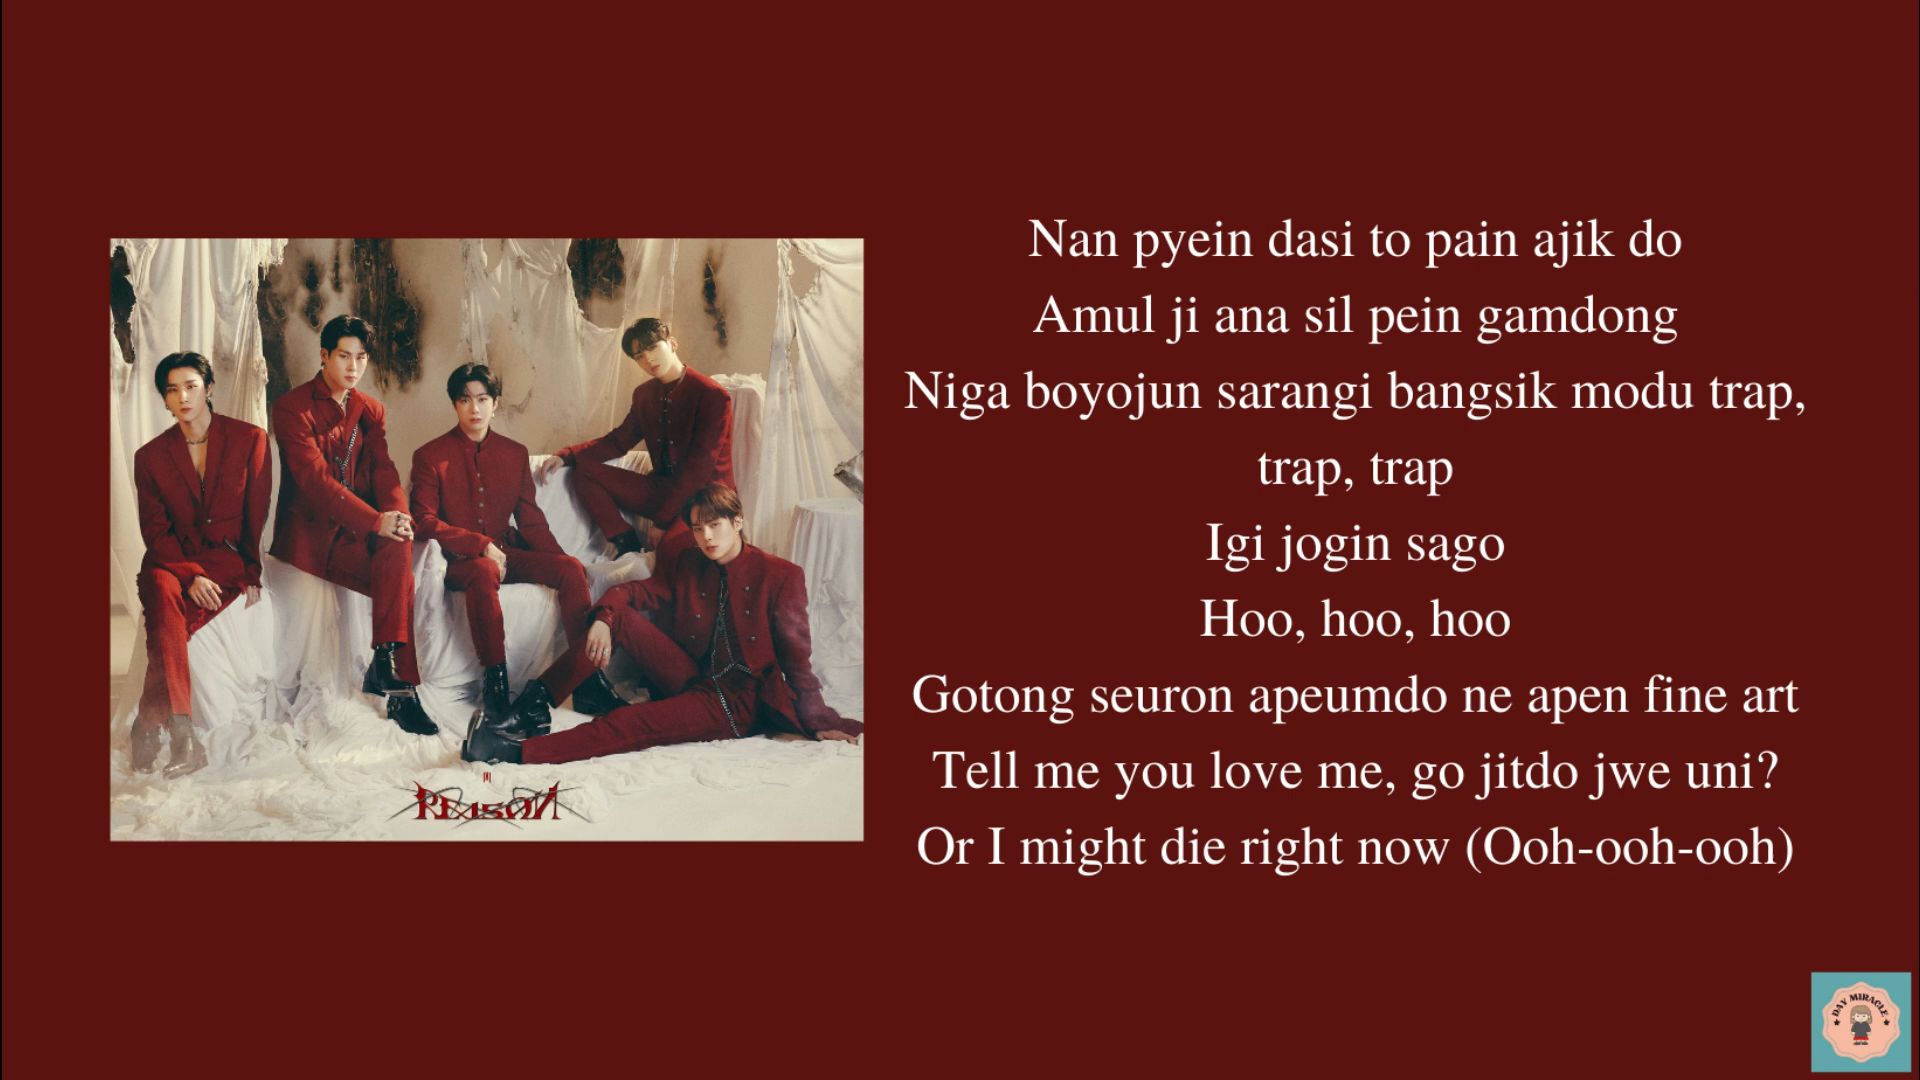 Nan pyein dasi to pain ajik do
Amul ji ana sil pein gamdong
Niga boyojun sarangi bangsik modu trap,
trap, trap
Igi jogin sago
Hoo, hoo, hoo
Gotong seuron apeumdo ne apen fine art
Tell me you love me, go jitdo jwe uni?
Or I might die right now (Ooh-ooh-ooh)
REASON
DAY MIRACLE